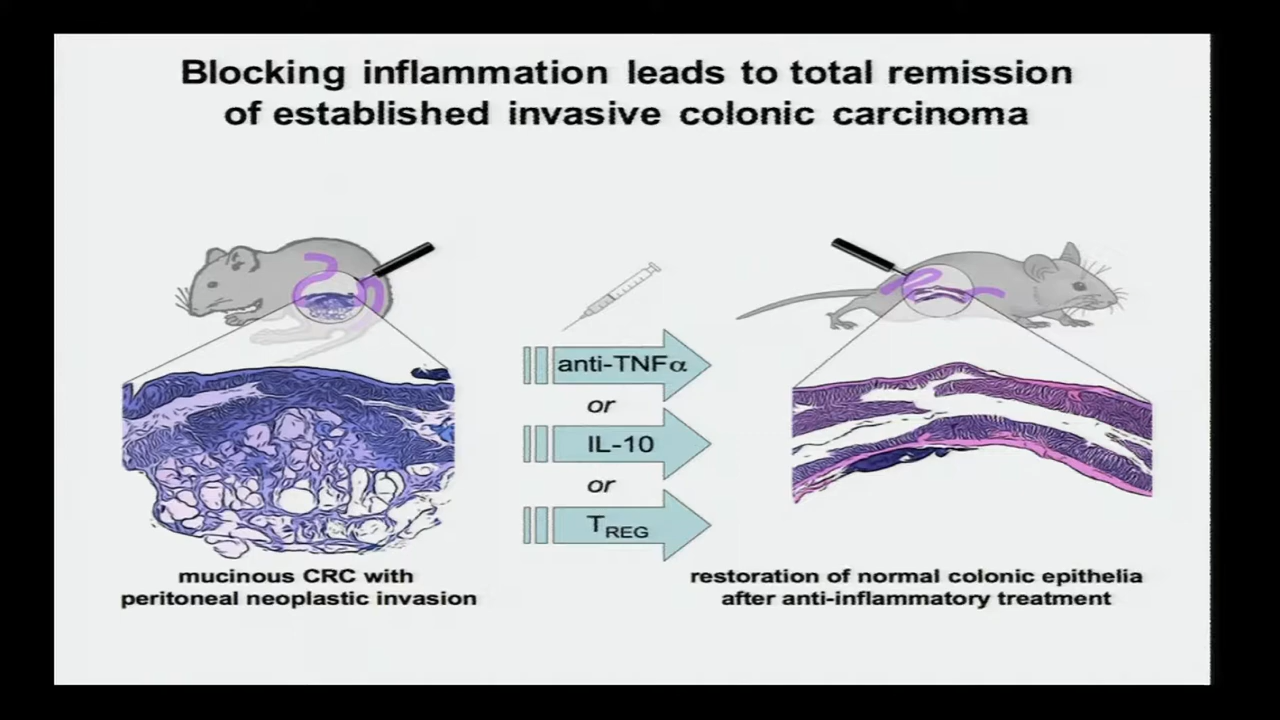 Blocking inflammation leads to total remission
of established invasive colonic carcinoma
anti-TNFα
or
IL-10
or
TREG
mucinous CRC with
peritoneal neoplastic invasion
restoration of normal colonic epithelia
after anti-inflammatory treatment